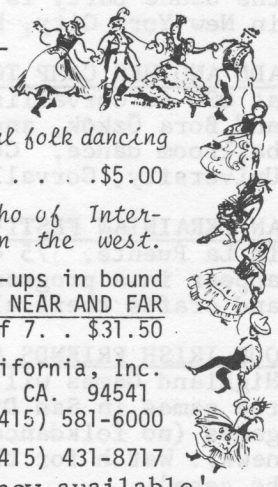 l folk dancing
. . . .$5.00
ho of Inter-
n the west.
-ups in bound
NEAR AND FAR
f 7. . $31.50
ifornia, Inc.
CA. 94541
(415) 581-6000
(415) 431-8717